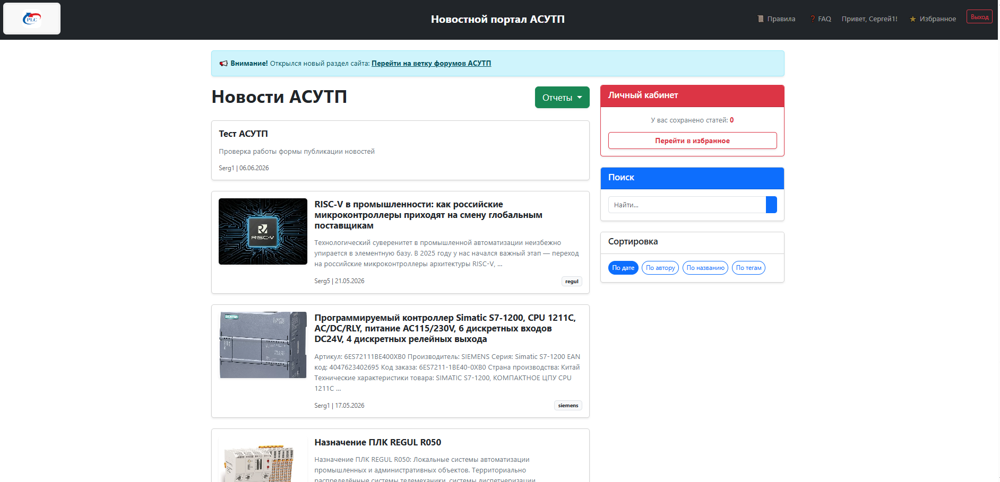 PLC
Новостной портал АСУТП
Правила
FAQ
Привет, Сергей1!
Избранное
Выход
Внимание! Открылся новый раздел сайта: Перейти на ветку форумов АСУТП
Новости АСУТП
Отчеты
Тест АСУТП
Проверка работы формы публикации новостей
Serg1 | 06.06.2026
RISC-V
RISC-V в промышленности: как российские
микроконтроллеры приходят на смену глобальным
поставщикам
Технологический суверенитет в промышленной автоматизации неизбежно
упирается в элементную базу. В 2025 году у нас начался важный этап — переход
на российские микроконтроллеры архитектуры RISC-V, ...
Serg5 | 21.05.2026
regul
SIEMENS
SIMATIC
S7-1200
Программируемый контроллер Simatic S7-1200, CPU 1211C,
AC/DC/RLY, питание AC115/230V, 6 дискретных входов
DC24V, 4 дискретных релейных выхода
Артикул: 6ES72111BE400XB0 Производитель: SIEMENS Серия: Simatic S7-1200 EAN
код: 4047623402695 Код заказа: 6ES7211-1BE40-0XB0 Страна производства: Китай
Технические характеристики товара: SIMATIC S7-1200, КОМПАКТНОЕ ЦПУ CPU
1211C ...
Serg1 | 17.05.2026
siemens
Назначение ПЛК REGUL R050
Назначение ПЛК REGUL R050: Локальные системы автоматизации
промышленных и административных объектов. Территориально
распределённые системы телемеханики, системы диспетчеризации
Личный кабинет
У вас сохранено статей: 0
Перейти в избранное
Поиск
Найти...
Сортировка
По дате
По автору
По названию
По тегам